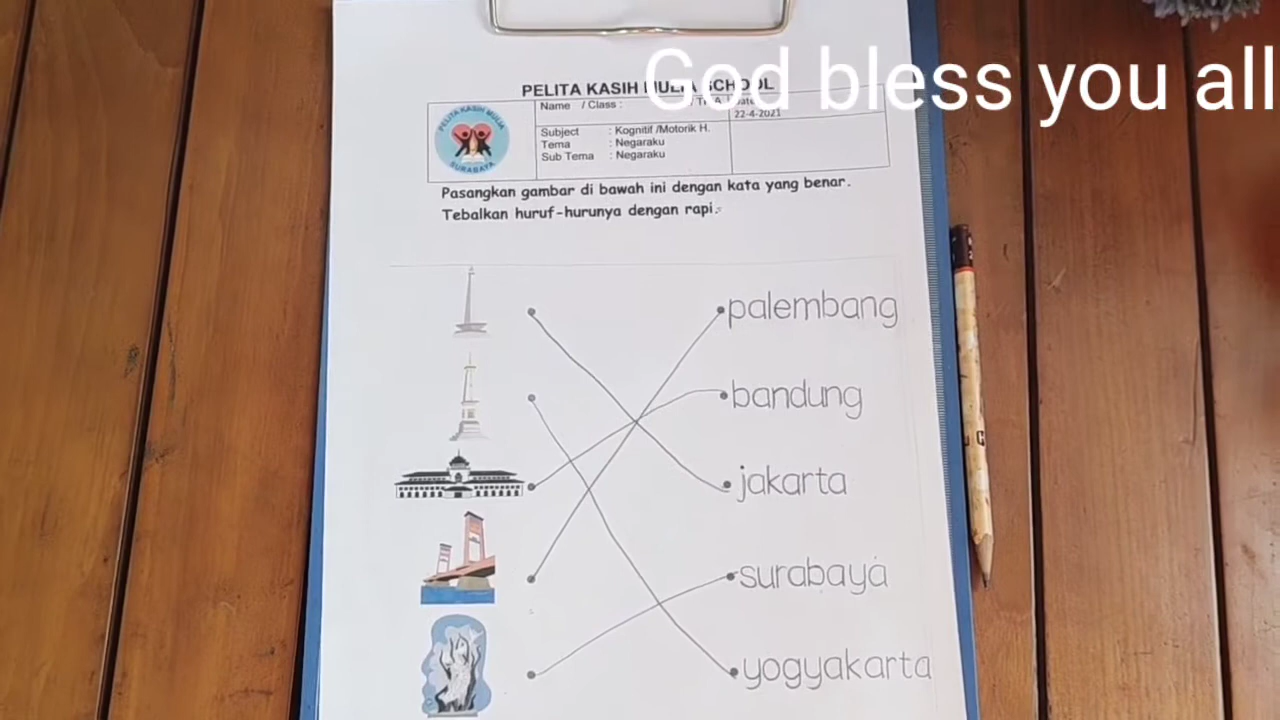 God bless you all
PELITA KASIH MULIA SCHOOL
Name / Class :
22-4-2021
Subject : Kognitif /Motorik H.
Tema : Negaraku
Sub Tema : Negaraku
PELITA KASIH MULIA
SURABAYA
Pasangkan gambar di bawah ini dengan kata yang benar.
Tebalkan huruf-hurunya dengan rapi.
palembang
bandung
jakarta
surabaya
yogyakarta